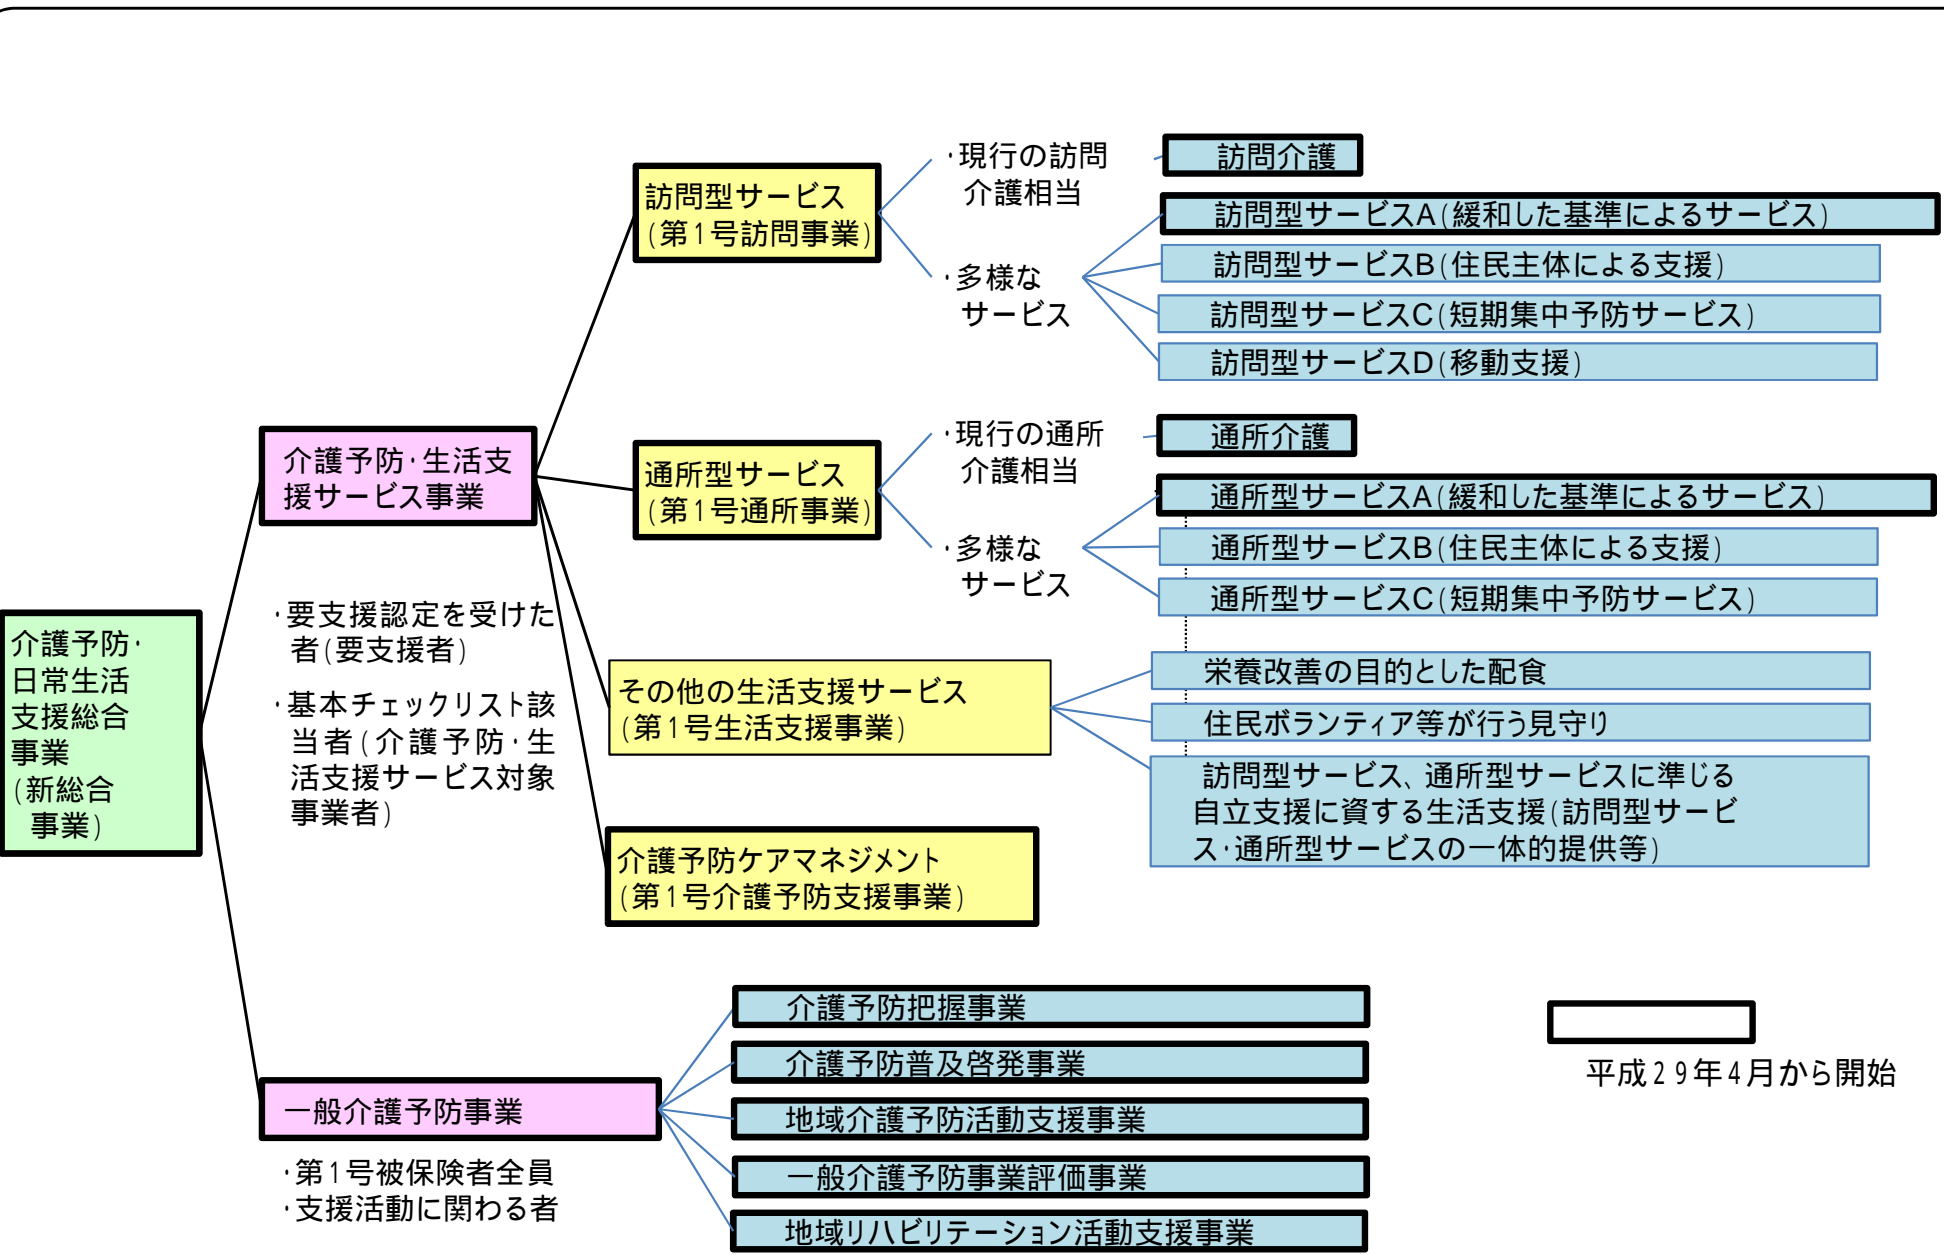 介護予防・
日常生活
支援総合
事業
(新総合
事業)
介護予防・生活支
援サービス事業
・要支援認定を受けた
者(要支援者)
・基本チェックリスト該
当者(介護予防・生
活支援サービス対象
事業者)
訪問型サービス
(第1号訪問事業)
・現行の訪問
介護相当
訪問介護
・多様な
サービス
訪問型サービスA(緩和した基準によるサービス)
訪問型サービスB(住民主体による支援)
訪問型サービスC(短期集中予防サービス)
訪問型サービスD(移動支援)
通所型サービス
(第1号通所事業)
・現行の通所
介護相当
通所介護
・多様な
サービス
通所型サービスA(緩和した基準によるサービス)
通所型サービスB(住民主体による支援)
通所型サービスC(短期集中予防サービス)
その他の生活支援サービス
(第1号生活支援事業)
栄養改善の目的とした配食
住民ボランティア等が行う見守り
訪問型サービス、通所型サービスに準じる
自立支援に資する生活支援(訪問型サービ
ス・通所型サービスの一体的提供等)
介護予防ケアマネジメント
(第1号介護予防支援事業)
一般介護予防事業
・第1号被保険者全員
・支援活動に関わる者
介護予防把握事業
介護予防普及啓発事業
地域介護予防活動支援事業
一般介護予防事業評価事業
地域リハビリテーション活動支援事業
平成29年4月から開始